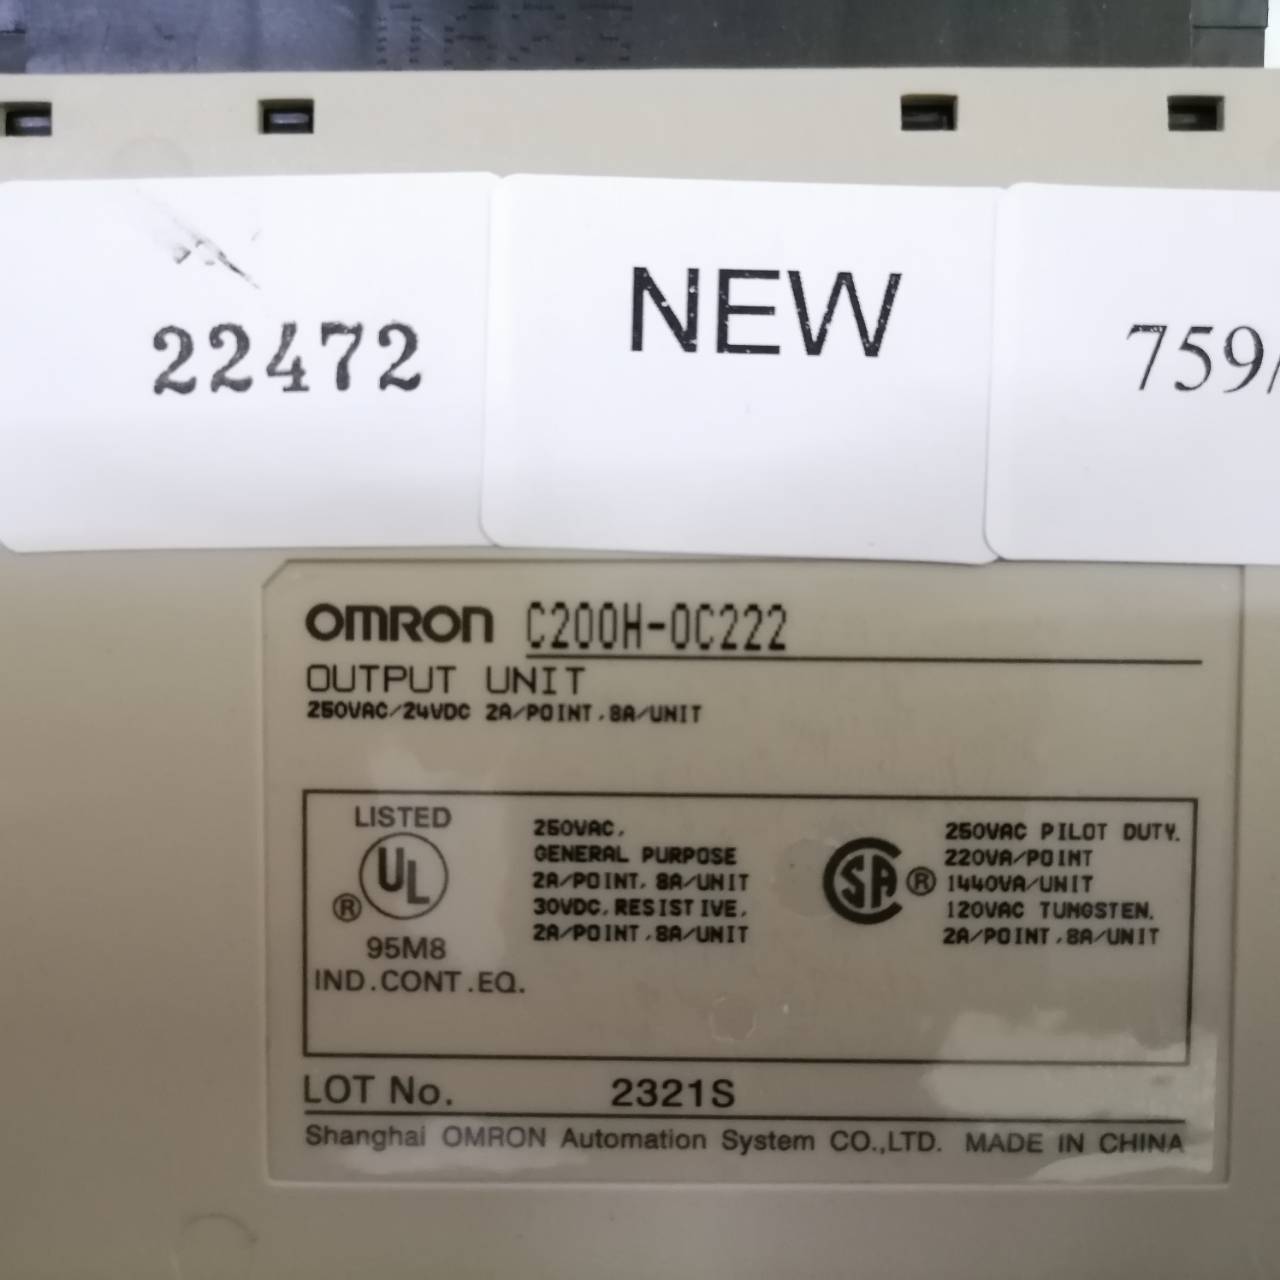 22472
NEW
759/
OMRON C200H-OC222
OUTPUT UNIT
250VAC/24VDC 2A/POINT, 8A/UNIT
LISTED
UL
®
95M8
IND.CONT.EQ.
250VAC,
GENERAL PURPOSE
2A/POINT, 8A/UNIT
30VDC, RESISTIVE,
2A/POINT, 8A/UNIT
SA ®
250VAC PILOT DUTY.
220VA/POINT
1440VA/UNIT
120VAC TUNGSTEN.
2A/POINT, 8A/UNIT
LOT No. 2321S
Shanghai OMRON Automation System CO.,LTD. MADE IN CHINA